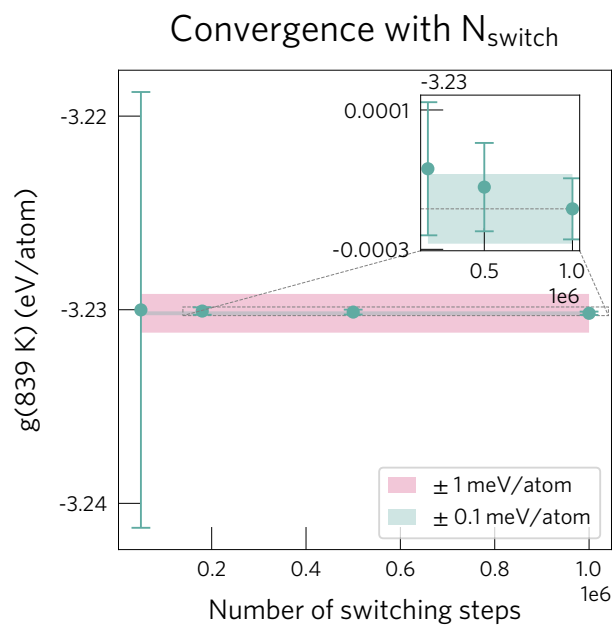 Convergence with Nswitch
g(839 K) (eV/atom)
-3.22
-3.23
-3.24
-3.23
0.0001
-0.0003
0.5
1.0
1e6
± 1 meV/atom
± 0.1 meV/atom
0.2
0.4
0.6
0.8
1.0
1e6
Number of switching steps